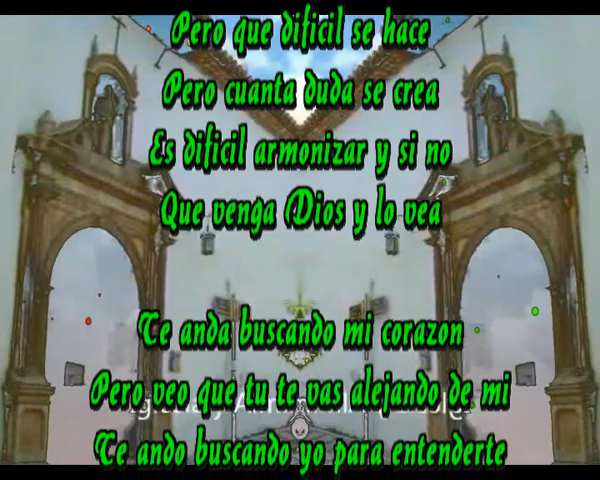 Pero que dificil se hace
Pero cuanta duda se crea
Es dificil armonizar y si no
Que venga Dios y lo vea
Te anda buscando mi corazon
Pero veo que tu te vas alejando de mi
Te ando buscando yo para entenderte